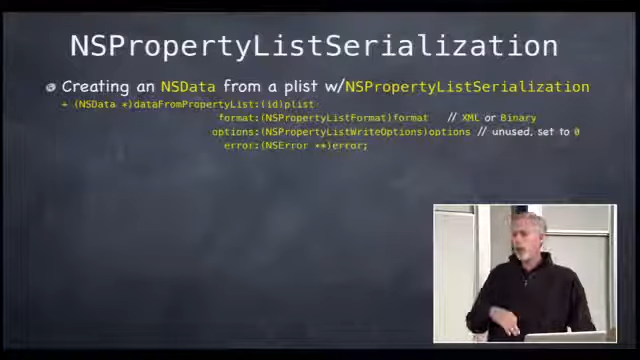 NSPropertyListSerialization
Creating an NSData from a plist w/NSPropertyListSerialization
+ (NSData *)dataFromPropertyList:(id)plist
format:(NSPropertyListFormat)format // XML or Binary
options:(NSPropertyListWriteOptions)options // unused, set to 0
error:(NSError **)error;